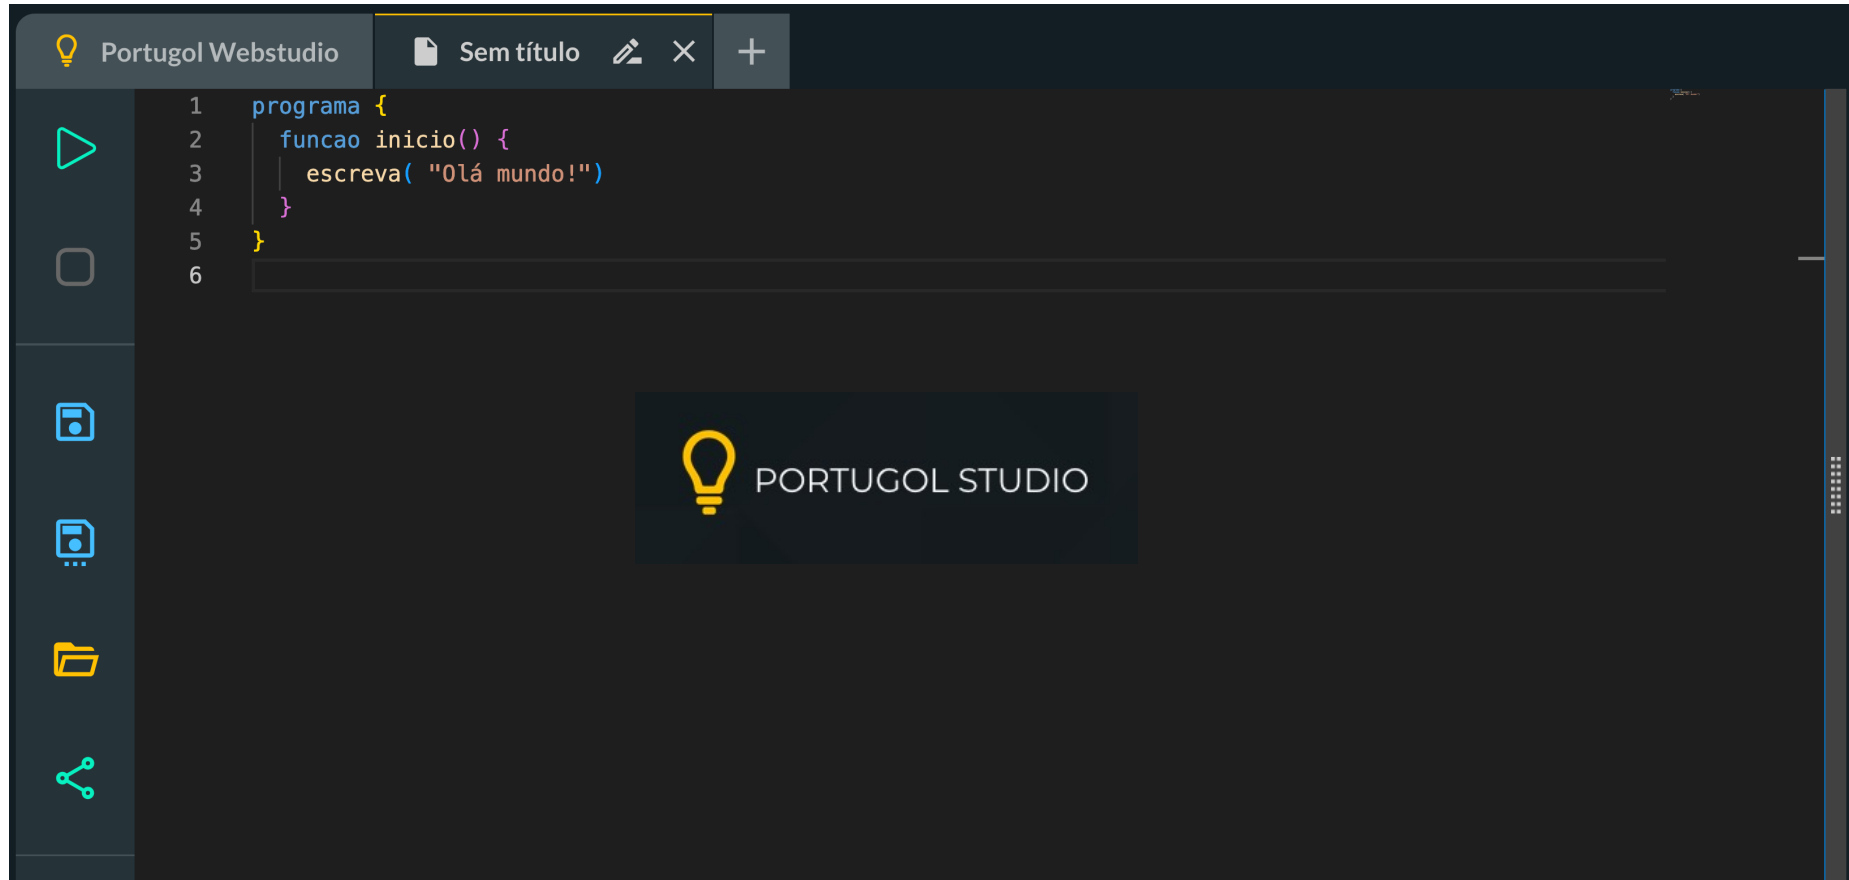 Portugol Webstudio
Sem título
1 programa {
2 funcao inicio() {
3 escreva( "Olá mundo!")
4 }
5 }
6
PORTUGOL STUDIO